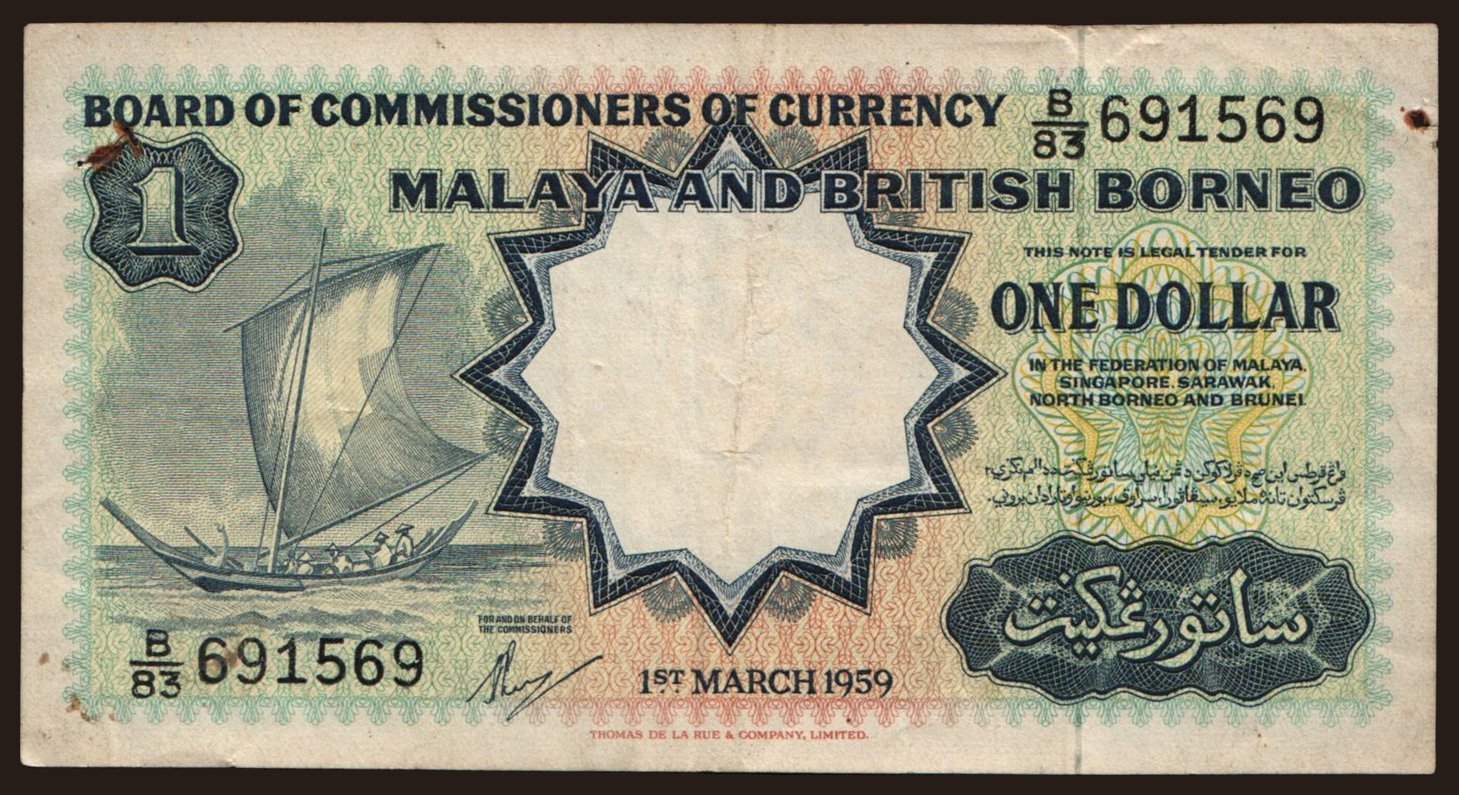 BOARD OF COMMISSIONERS OF CURRENCY
B/83 691569
MALAYA AND BRITISH BORNEO
1
THIS NOTE IS LEGAL TENDER FOR
ONE DOLLAR
IN THE FEDERATION OF MALAYA,
SINGAPORE, SARAWAK,
NORTH BORNEO AND BRUNEI.
ساتو رڠݢيت
FOR AND ON BEHALF OF
THE COMMISSIONERS
B/83 691569
1ST. MARCH 1959
THOMAS DE LA RUE & COMPANY, LIMITED.